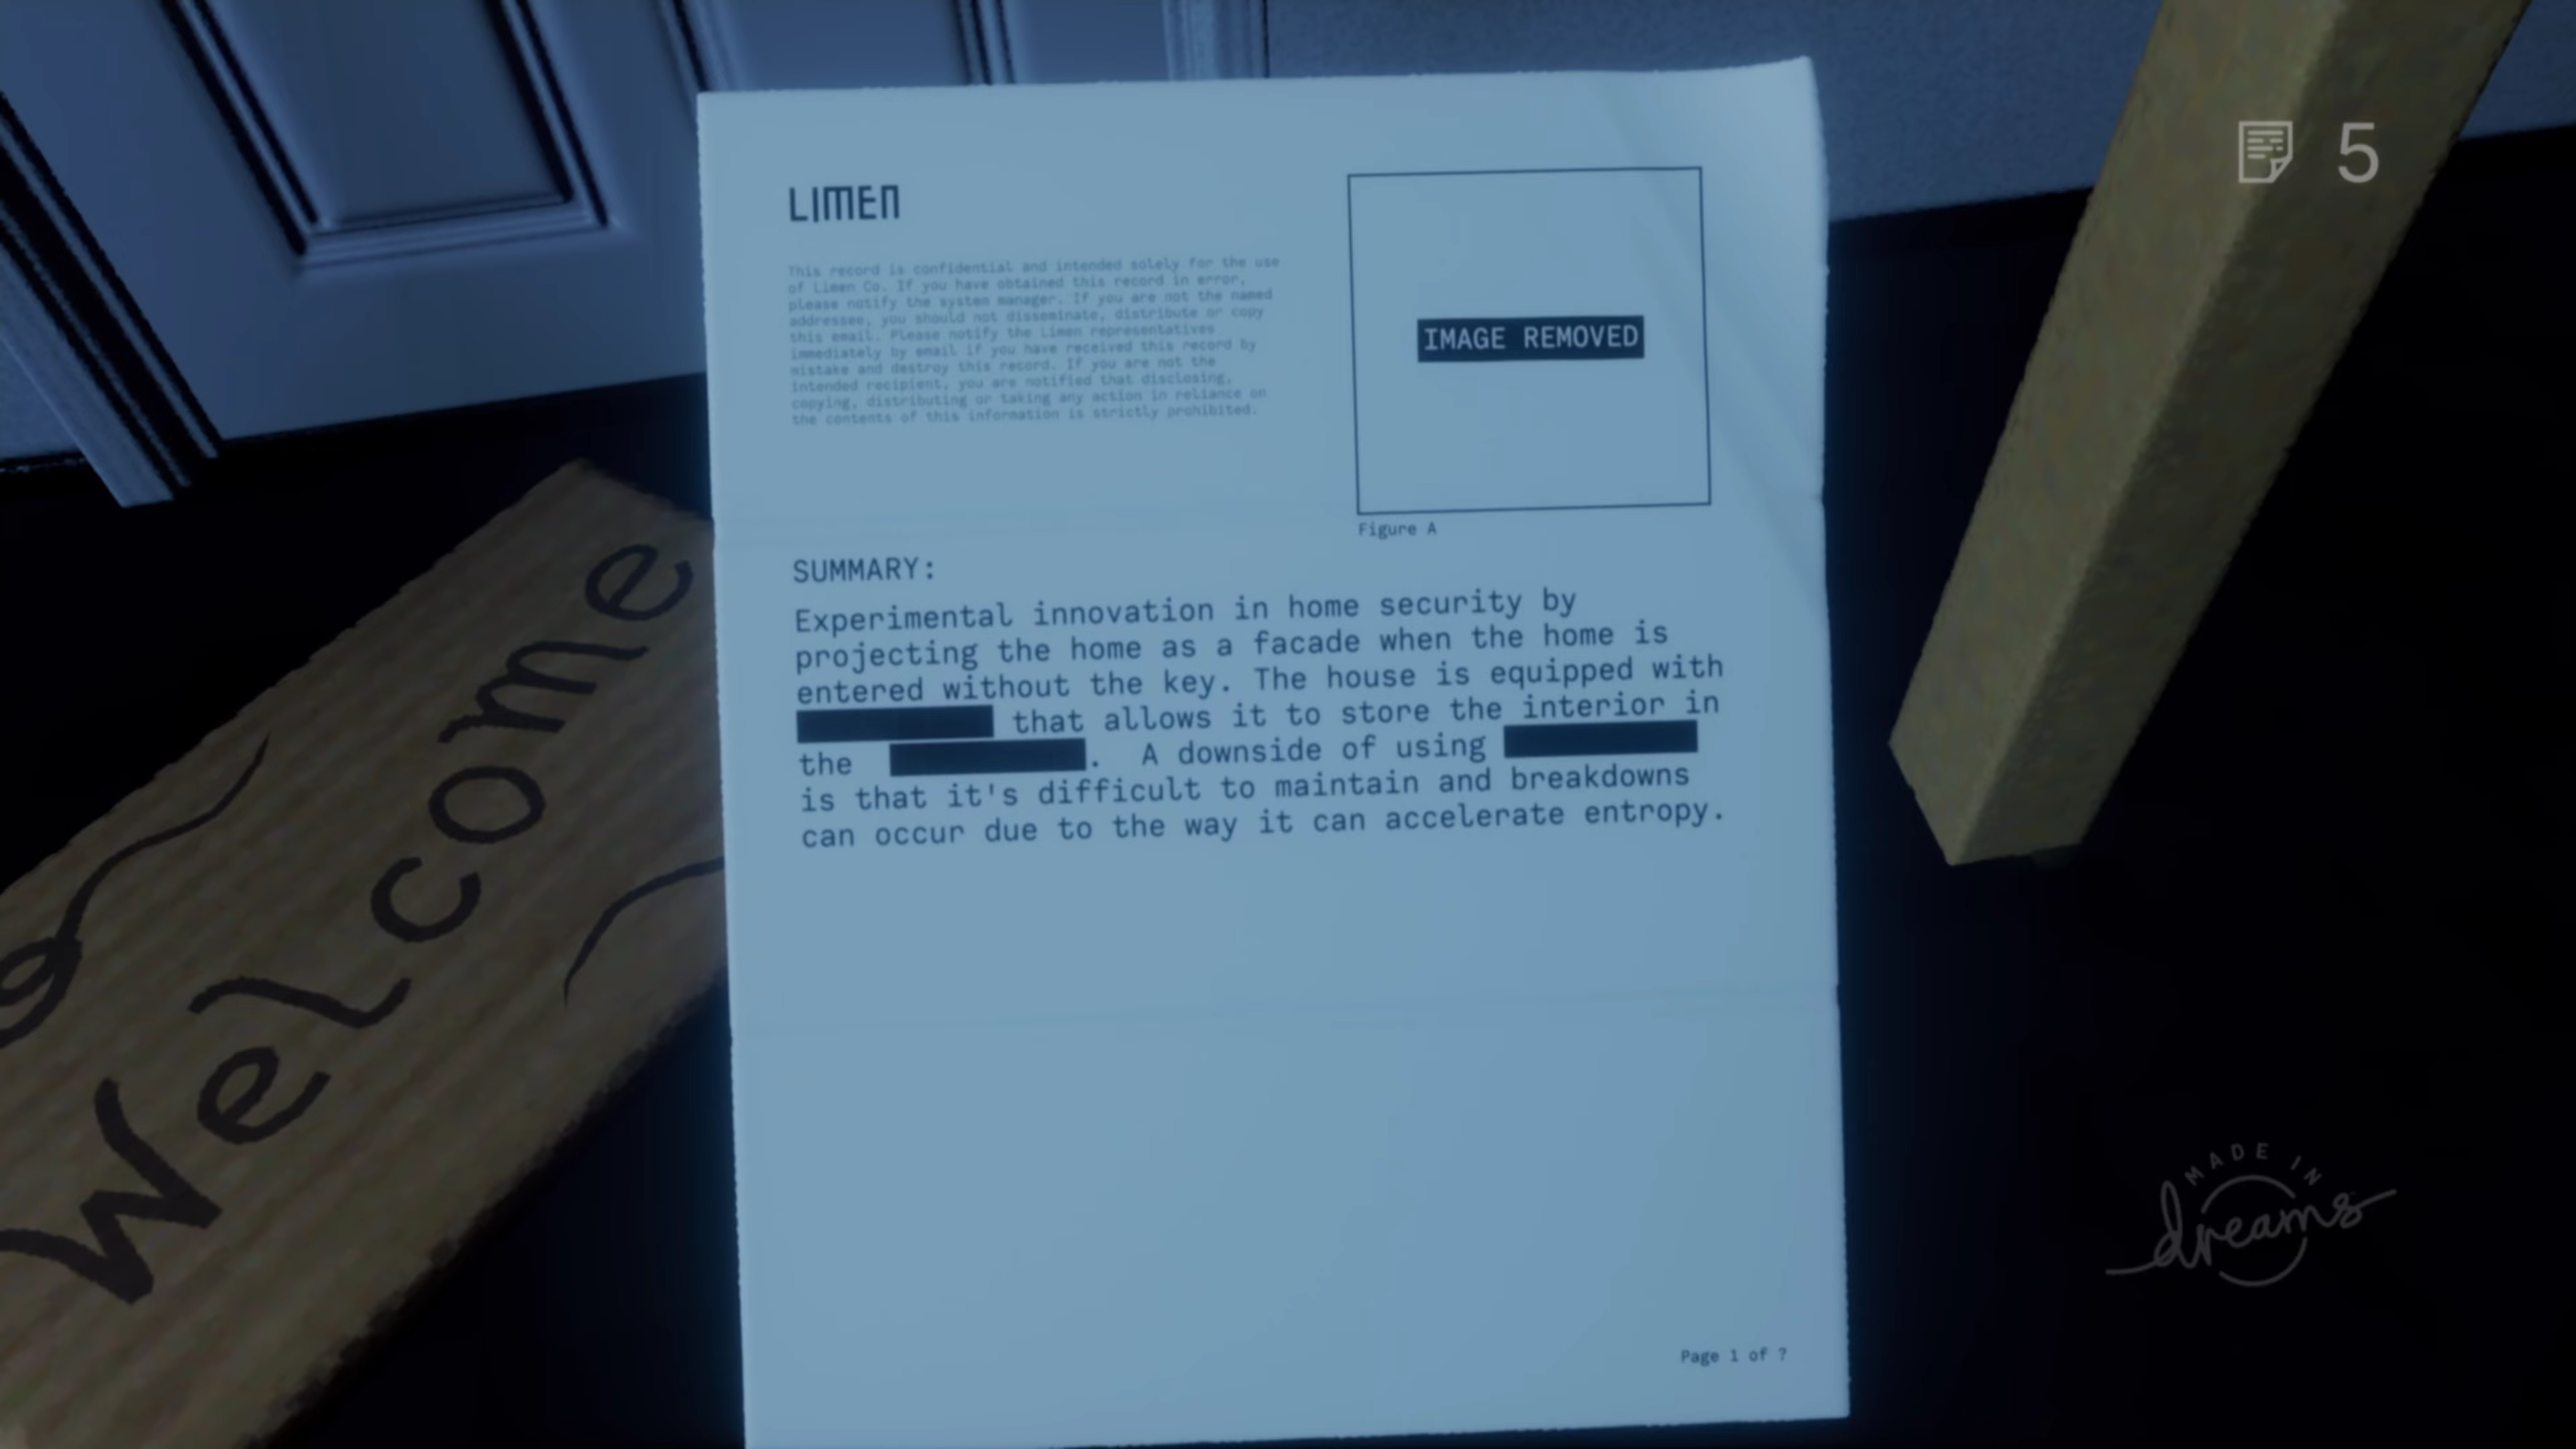 5
LIMEN
This record is confidential and intended solely for the use
of Limen Co. If you have obtained this record in error,
please notify the system manager. If you are not the named
addressee, you should not disseminate, distribute or copy
this email. Please notify the Limen representatives
immediately by email if you have received this record by
mistake and destroy this record. If you are not the
intended recipient, you are notified that disclosing,
copying, distributing or taking any action in reliance on
the contents of this information is strictly prohibited.
IMAGE REMOVED
Figure A
SUMMARY:
Experimental innovation in home security by
projecting the home as a facade when the home is
entered without the key. The house is equipped with
that allows it to store the interior in
the . A downside of using
is that it's difficult to maintain and breakdowns
can occur due to the way it can accelerate entropy.
Page 1 of ?
Welcome
MADE IN
dreams